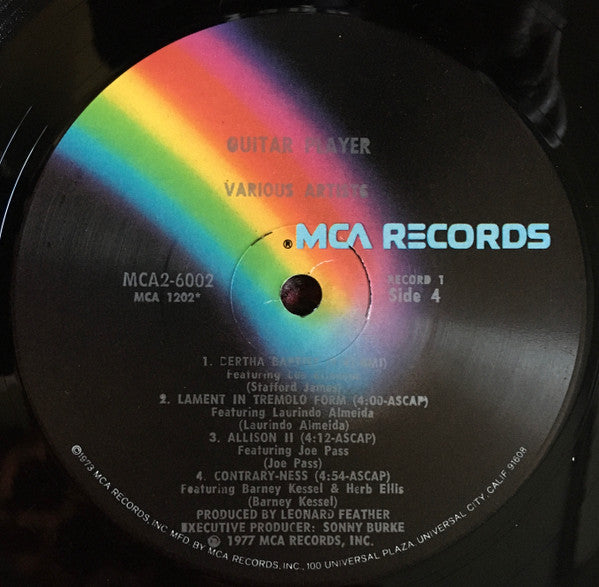 GUITAR PLAYER
VARIOUS ARTISTS
® MCA RECORDS
MCA2-6002
MCA 1202*
RECORD 1
Side 4
1.
Featuring
(Stafford James)
2. LAMENT IN TREMOLO FORM (4:00-ASCAP)
Featuring Laurindo Almeida
(Laurindo Almeida)
3. ALLISON II (4:12-ASCAP)
Featuring Joe Pass
(Joe Pass)
4. CONTRARY-NESS (4:54-ASCAP)
Featuring Barney Kessel & Herb Ellis
(Barney Kessel)
PRODUCED BY LEONARD FEATHER
EXECUTIVE PRODUCER: SONNY BURKE
℗ 1977 MCA RECORDS, INC.
©1973 MCA RECORDS, INC. MFD. BY MCA RECORDS, INC., 100 UNIVERSAL PLAZA, UNIVERSAL CITY, CALIF. 91608